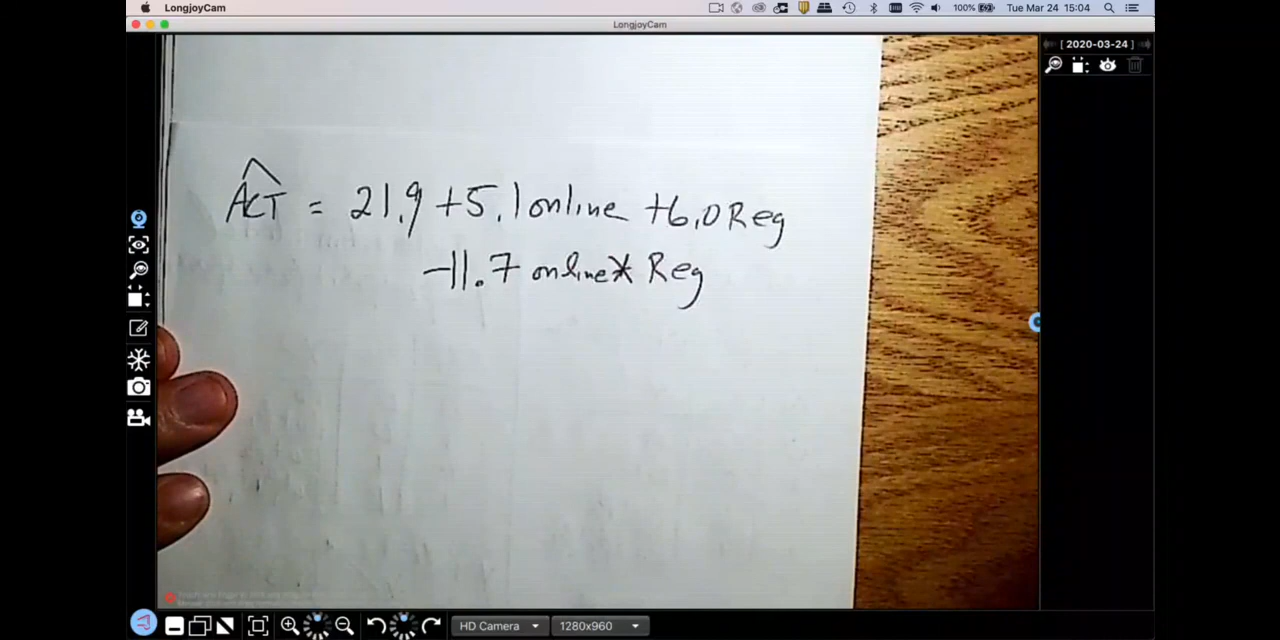 LongjoyCam
100%
Tue Mar 24 15:04
LongjoyCam
[ 2020-03-24 ]
ACT = 21.9 + 5.1 online + 6.0 Reg
-11.7 online * Reg
HD Camera
1280x960